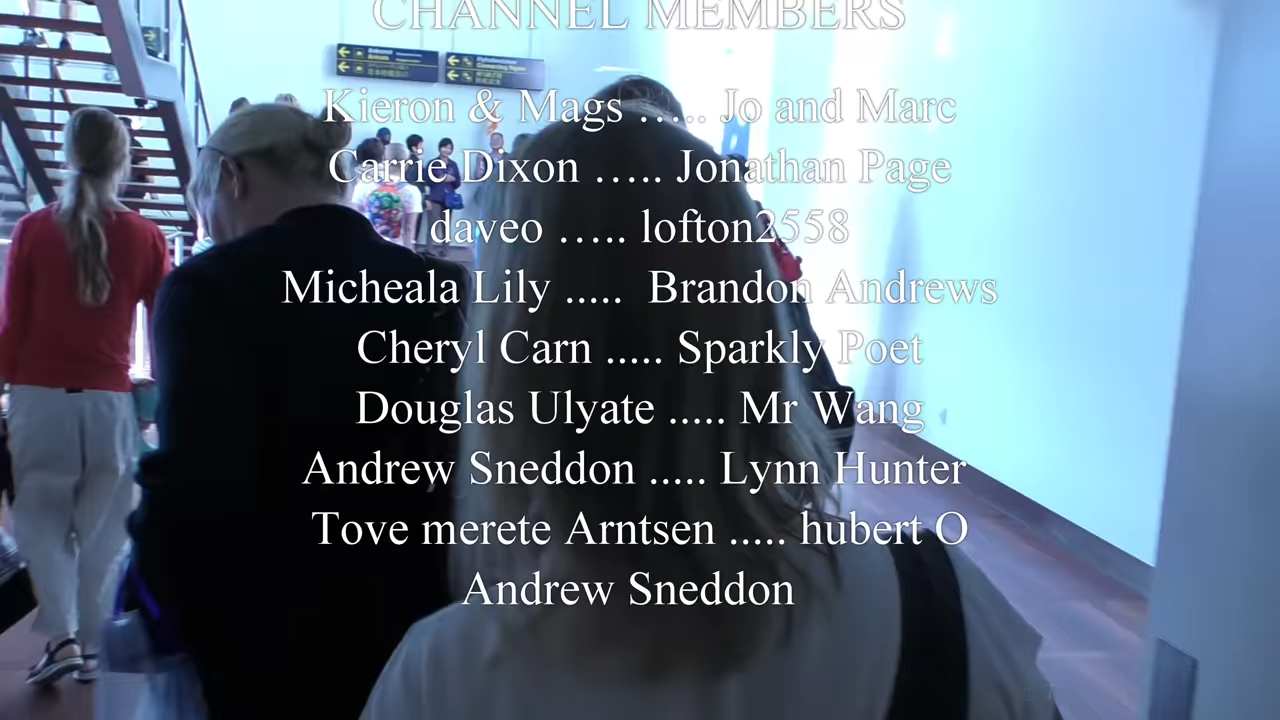 CHANNEL MEMBERS
Kieron & Mags ..... Jo and Marc
Carrie Dixon ..... Jonathan Page
daveo ..... lofton2558
Micheala Lily .....  Brandon Andrews
Cheryl Carn ..... Sparkly Poet
Douglas Ulyate ..... Mr Wang
Andrew Sneddon ..... Lynn Hunter
Tove merete Arntsen ..... hubert O
Andrew Sneddon